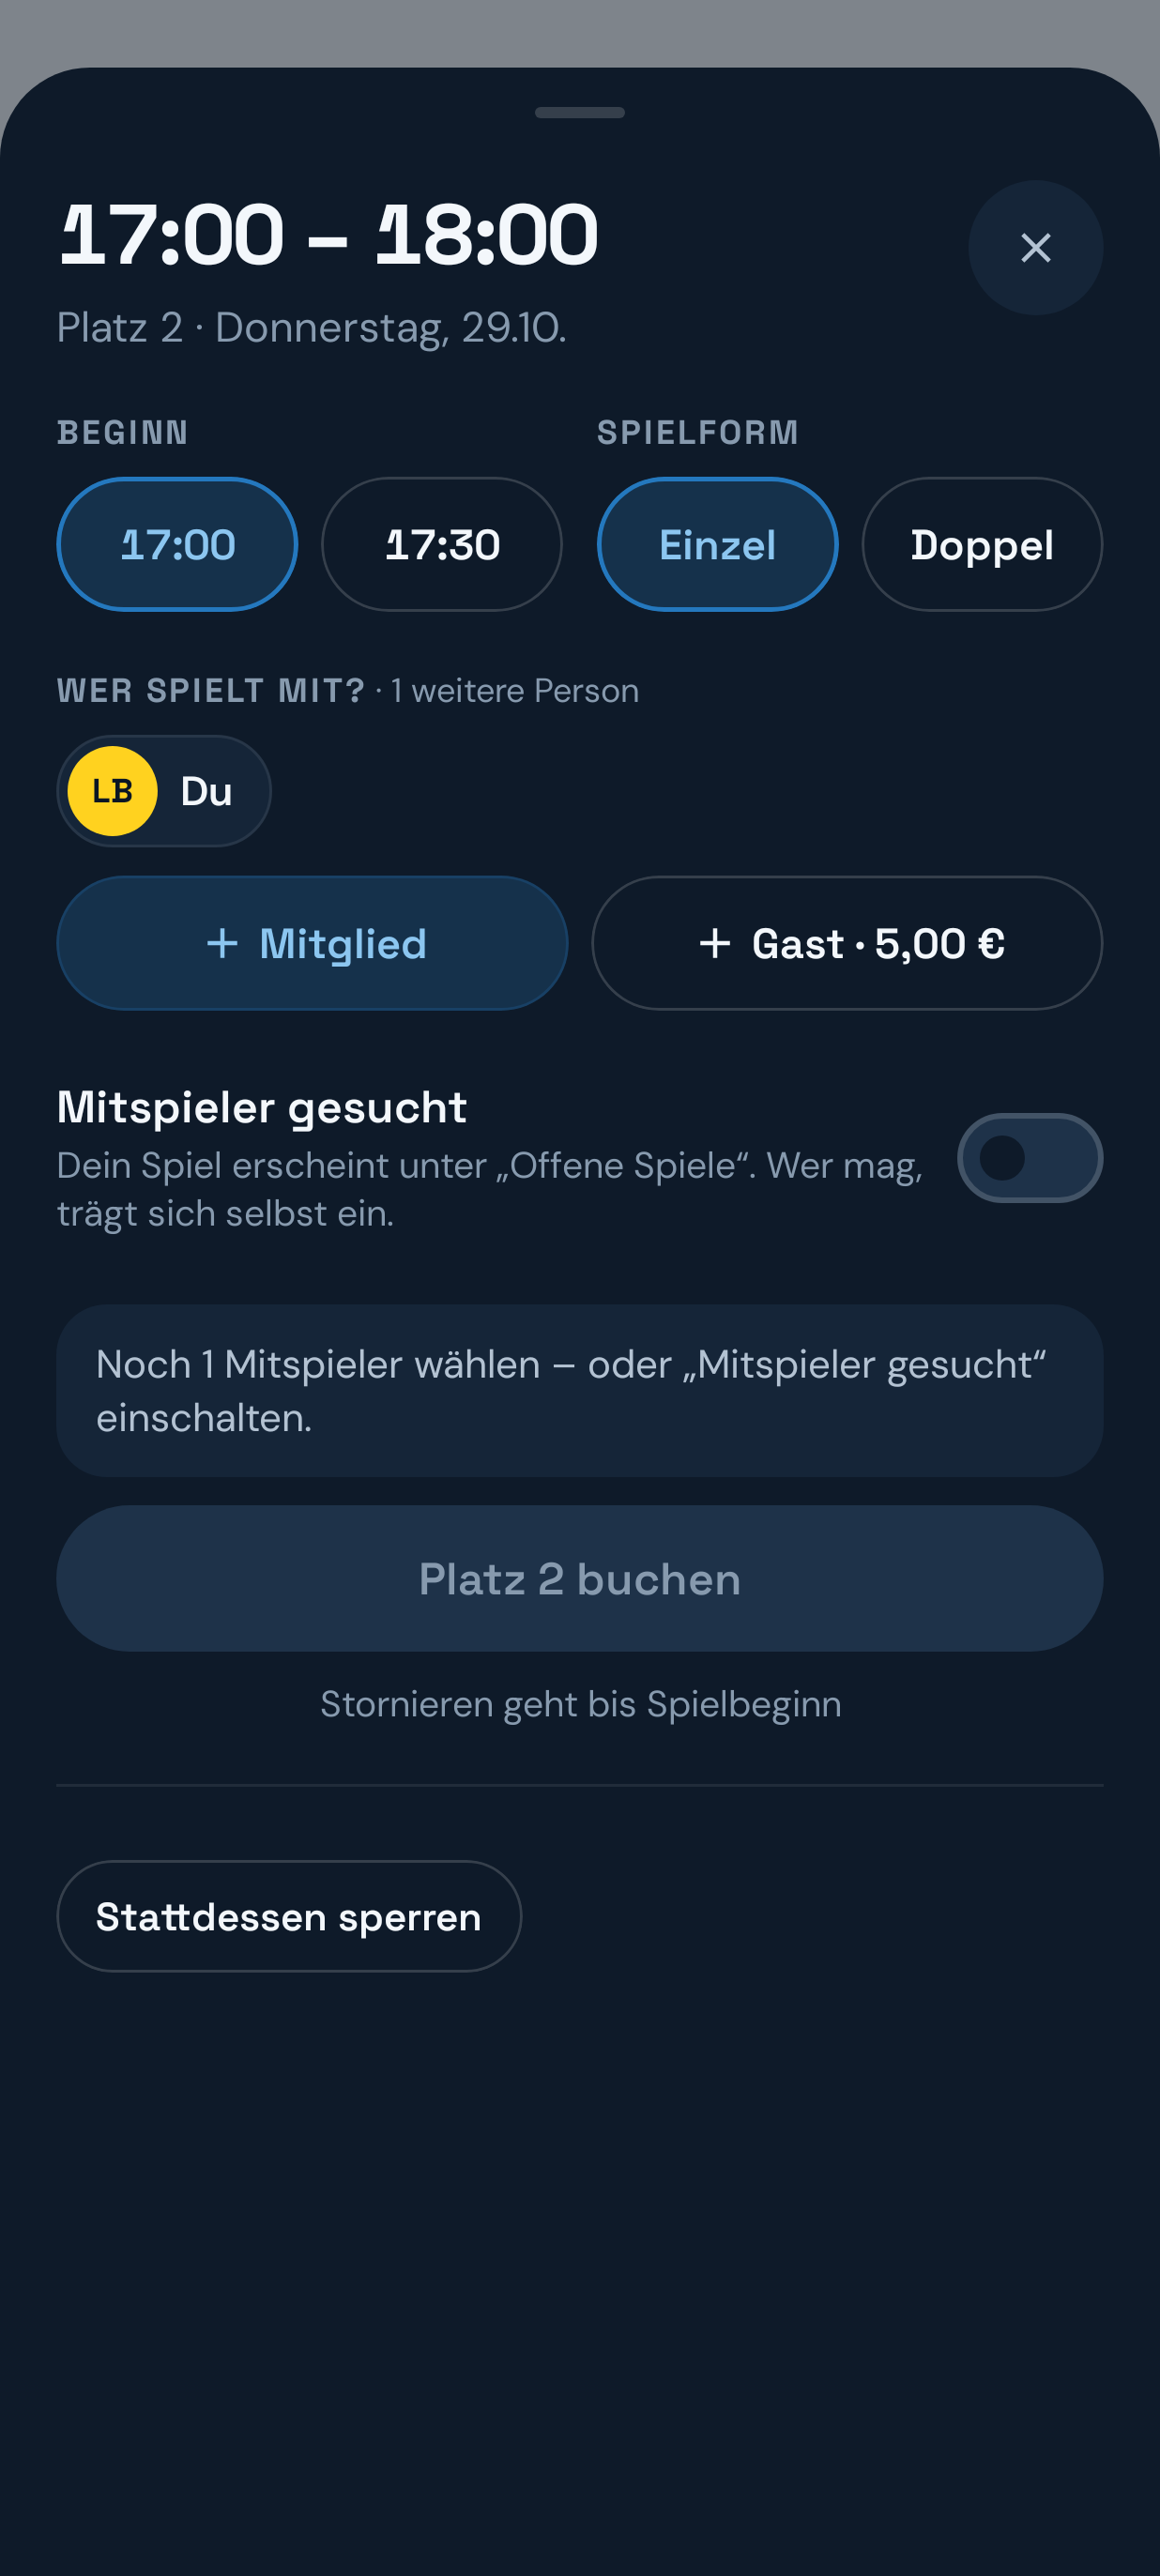 17:00 – 18:00
Platz 2 · Donnerstag, 29.10.
BEGINN
SPIELFORM
17:00
17:30
Einzel
Doppel
WER SPIELT MIT? · 1 weitere Person
LB
Du
+ Mitglied
+ Gast · 5,00 €
Mitspieler gesucht
Dein Spiel erscheint unter „Offene Spiele“. Wer mag,
trägt sich selbst ein.
Noch 1 Mitspieler wählen – oder „Mitspieler gesucht“
einschalten.
Platz 2 buchen
Stornieren geht bis Spielbeginn
Stattdessen sperren